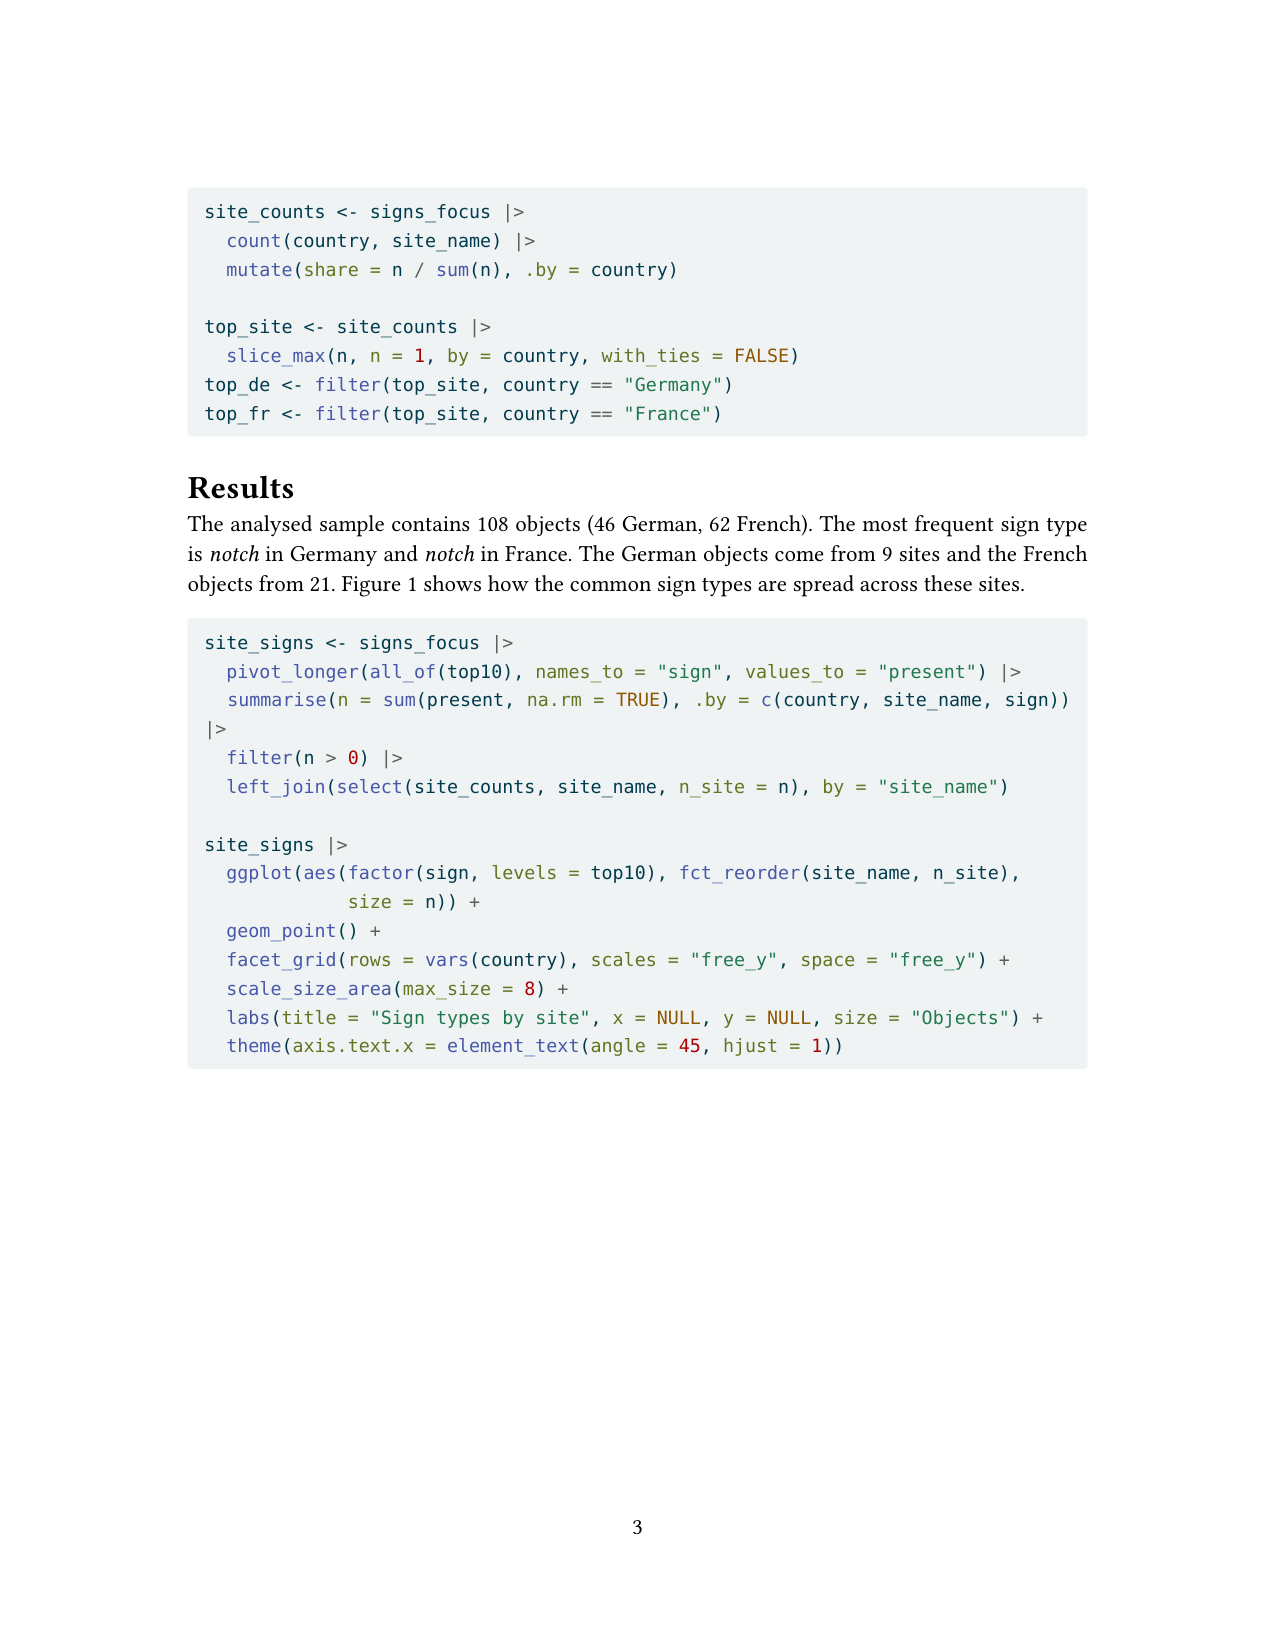 site_counts <- signs_focus |>
  count(country, site_name) |>
  mutate(share = n / sum(n), .by = country)

top_site <- site_counts |>
  slice_max(n, n = 1, by = country, with_ties = FALSE)
top_de <- filter(top_site, country == "Germany")
top_fr <- filter(top_site, country == "France")
Results
The analysed sample contains 108 objects (46 German, 62 French). The most frequent sign type
is notch in Germany and notch in France. The German objects come from 9 sites and the French
objects from 21. Figure 1 shows how the common sign types are spread across these sites.
site_signs <- signs_focus |>
  pivot_longer(all_of(top10), names_to = "sign", values_to = "present") |>
  summarise(n = sum(present, na.rm = TRUE), .by = c(country, site_name, sign))
|>
  filter(n > 0) |>
  left_join(select(site_counts, site_name, n_site = n), by = "site_name")

site_signs |>
  ggplot(aes(factor(sign, levels = top10), fct_reorder(site_name, n_site),
             size = n)) +
  geom_point() +
  facet_grid(rows = vars(country), scales = "free_y", space = "free_y") +
  scale_size_area(max_size = 8) +
  labs(title = "Sign types by site", x = NULL, y = NULL, size = "Objects") +
  theme(axis.text.x = element_text(angle = 45, hjust = 1))
3